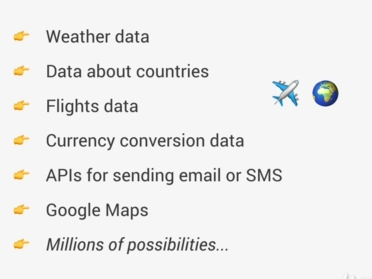 Weather data
Data about countries
Flights data
Currency conversion data
APIs for sending email or SMS
Google Maps
Millions of possibilities...